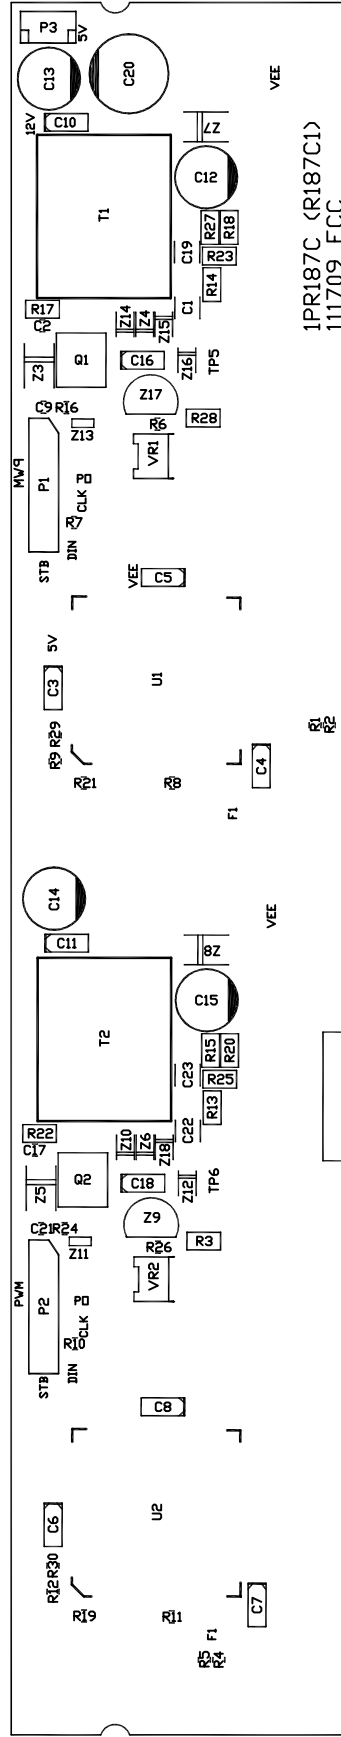 P3
5V
C13
C20
VEE
12V
C10
Z7
T1
C12
1PR187C (R187C1)
111709 FCC
R27
R18
C19
R23
R14
R17
C1
C2
Z14
Z4
Z15
Z3
Q1
C16
Z16
TP5
Z17
C9
R16
R28
R6
Z13
MW9
P1
VR1
PD
CLK
R7
STB
DIN
VEE
C5
5V
U1
C3
R29
R9
R1
R2
C4
R21
R8
F1
C14
VEE
C11
Z8
T2
C15
R15
R20
C23
R25
R13
R22
C22
C17
Z10
Z6
Z18
Z5
Q2
C18
Z12
TP6
Z9
C21
R24
R3
R26
Z11
PWM
P2
VR2
PD
CLK
R10
STB
DIN
C8
U2
C6
R30
R12
C7
R19
R11
F1
R5
R4